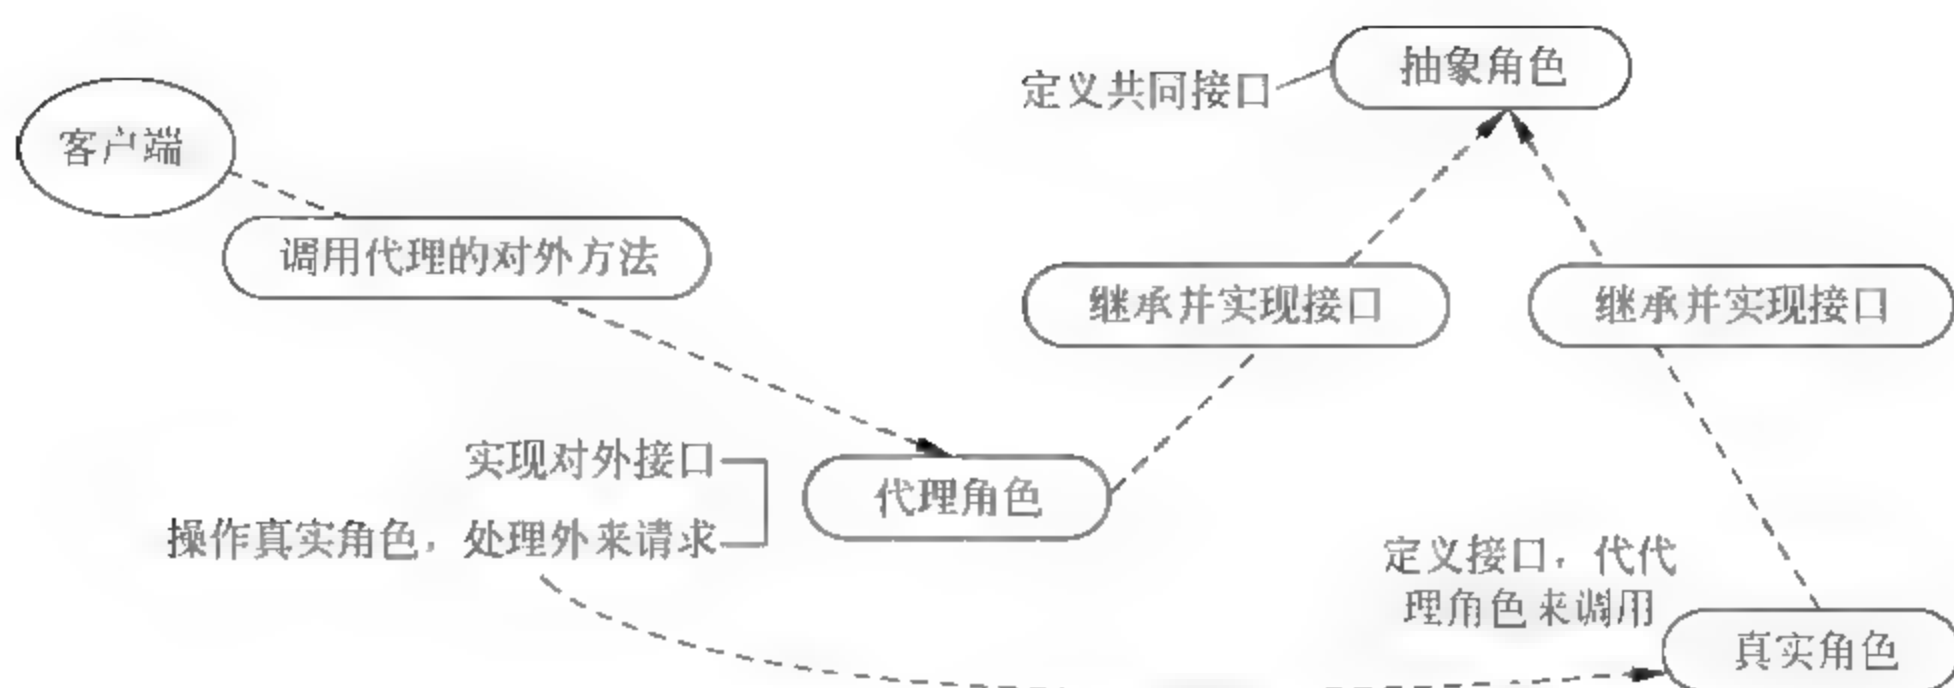 抽象角色
定义共同接口
客户端
调用代理的对外方法
继承并实现接口
继承并实现接口
实现对外接口
代理角色
操作真实角色，处理外来请求
定义接口，代代
理角色来调用
真实角色